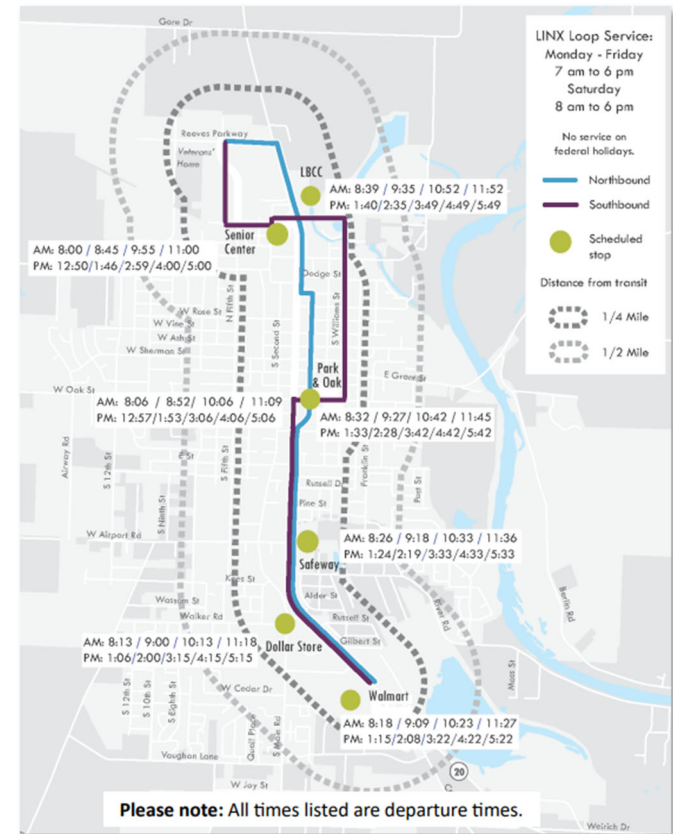 Gore Dr
LINX Loop Service:
Monday - Friday
7 am to 6 pm
Saturday
8 am to 6 pm
No service on
federal holidays.
Northbound
Southbound
Scheduled
stop
Distance from transit
1/4 Mile
1/2 Mile
Reeves Parkway
Veterans'
Home
LBCC
AM: 8:39 / 9:35 / 10:52 / 11:52
PM: 1:40/2:35/3:49/4:49/5:49
Senior
Center
AM: 8:00 / 8:45 / 9:55 / 11:00
PM: 12:50/1:46/2:59/4:00/5:00
Dodge St
N Fifth St
S Second St
S Williams St
W Rose St
W Vine St
W Ash St
W Sherman St
Park
& Oak
E Grant St
W Oak St
AM: 8:06 / 8:52/ 10:06 / 11:09
PM: 12:57/1:53/3:06/4:06/5:06
AM: 8:32 / 9:27/ 10:42 / 11:45
PM: 1:33/2:28/3:42/4:42/5:42
Airway Rd
S 12th St
S Ninth St
S Fifth St
Franklin St
Post St
Russell D
Pine St
W Airport Rd
AM: 8:26 / 9:18 / 10:33 / 11:36
PM: 1:24/2:19/3:33/4:33/5:33
Safeway
Kees St
Alder St
Wassom St
Walker Rd
Russell St
Gilbert St
River Rd
Berlin Rd
Dollar Store
AM: 8:13 / 9:00 / 10:13 / 11:18
PM: 1:06/2:00/3:15/4:15/5:15
W Cedar Dr
Walmart
S 12th St
S 10th St
S Eighth St
Quail Place
S Main Rd
Mass St
AM: 8:18 / 9:09 / 10:23 / 11:27
PM: 1:15/2:08/3:22/4:22/5:22
Vaughan Lane
20
W Joy St
Weirich Dr
Please note: All times listed are departure times.